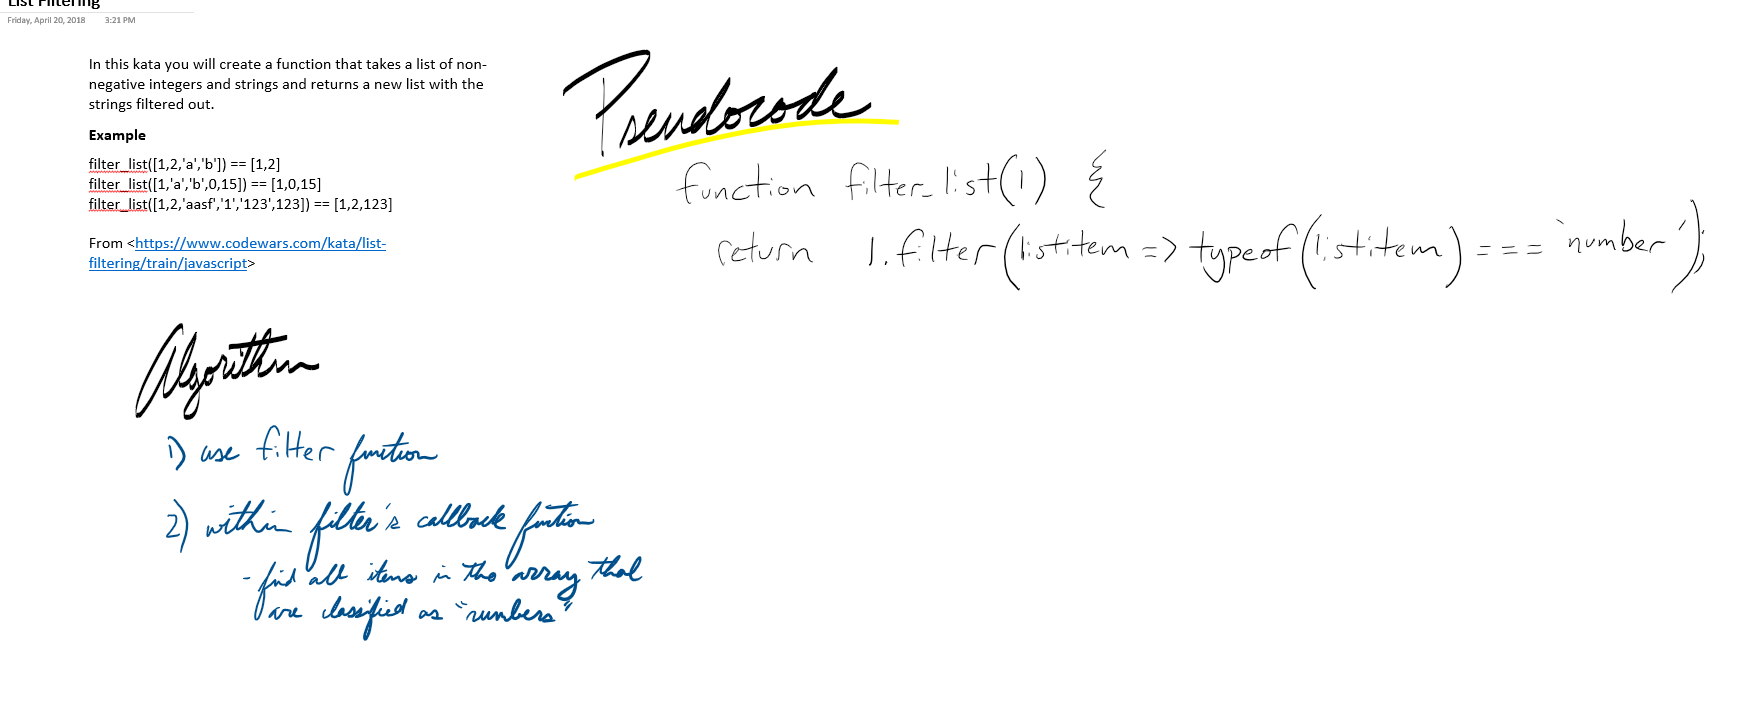 List Filtering
Friday, April 20, 2018 3:21 PM
In this kata you will create a function that takes a list of non-
negative integers and strings and returns a new list with the
strings filtered out.
Example
filter_list([1,2,'a','b']) == [1,2]
filter_list([1,'a','b',0,15]) == [1,0,15]
filter_list([1,2,'aasf','1','123',123]) == [1,2,123]
From <https://www.codewars.com/kata/list-
filtering/train/javascript>
Pseudocode
function filter_list(l) {
return l.filter(listitem => typeof(listitem) === `number');
Algorithm
1) use filter function
2) within filter's callback function
- find all items in the array that
are classified as "numbers"